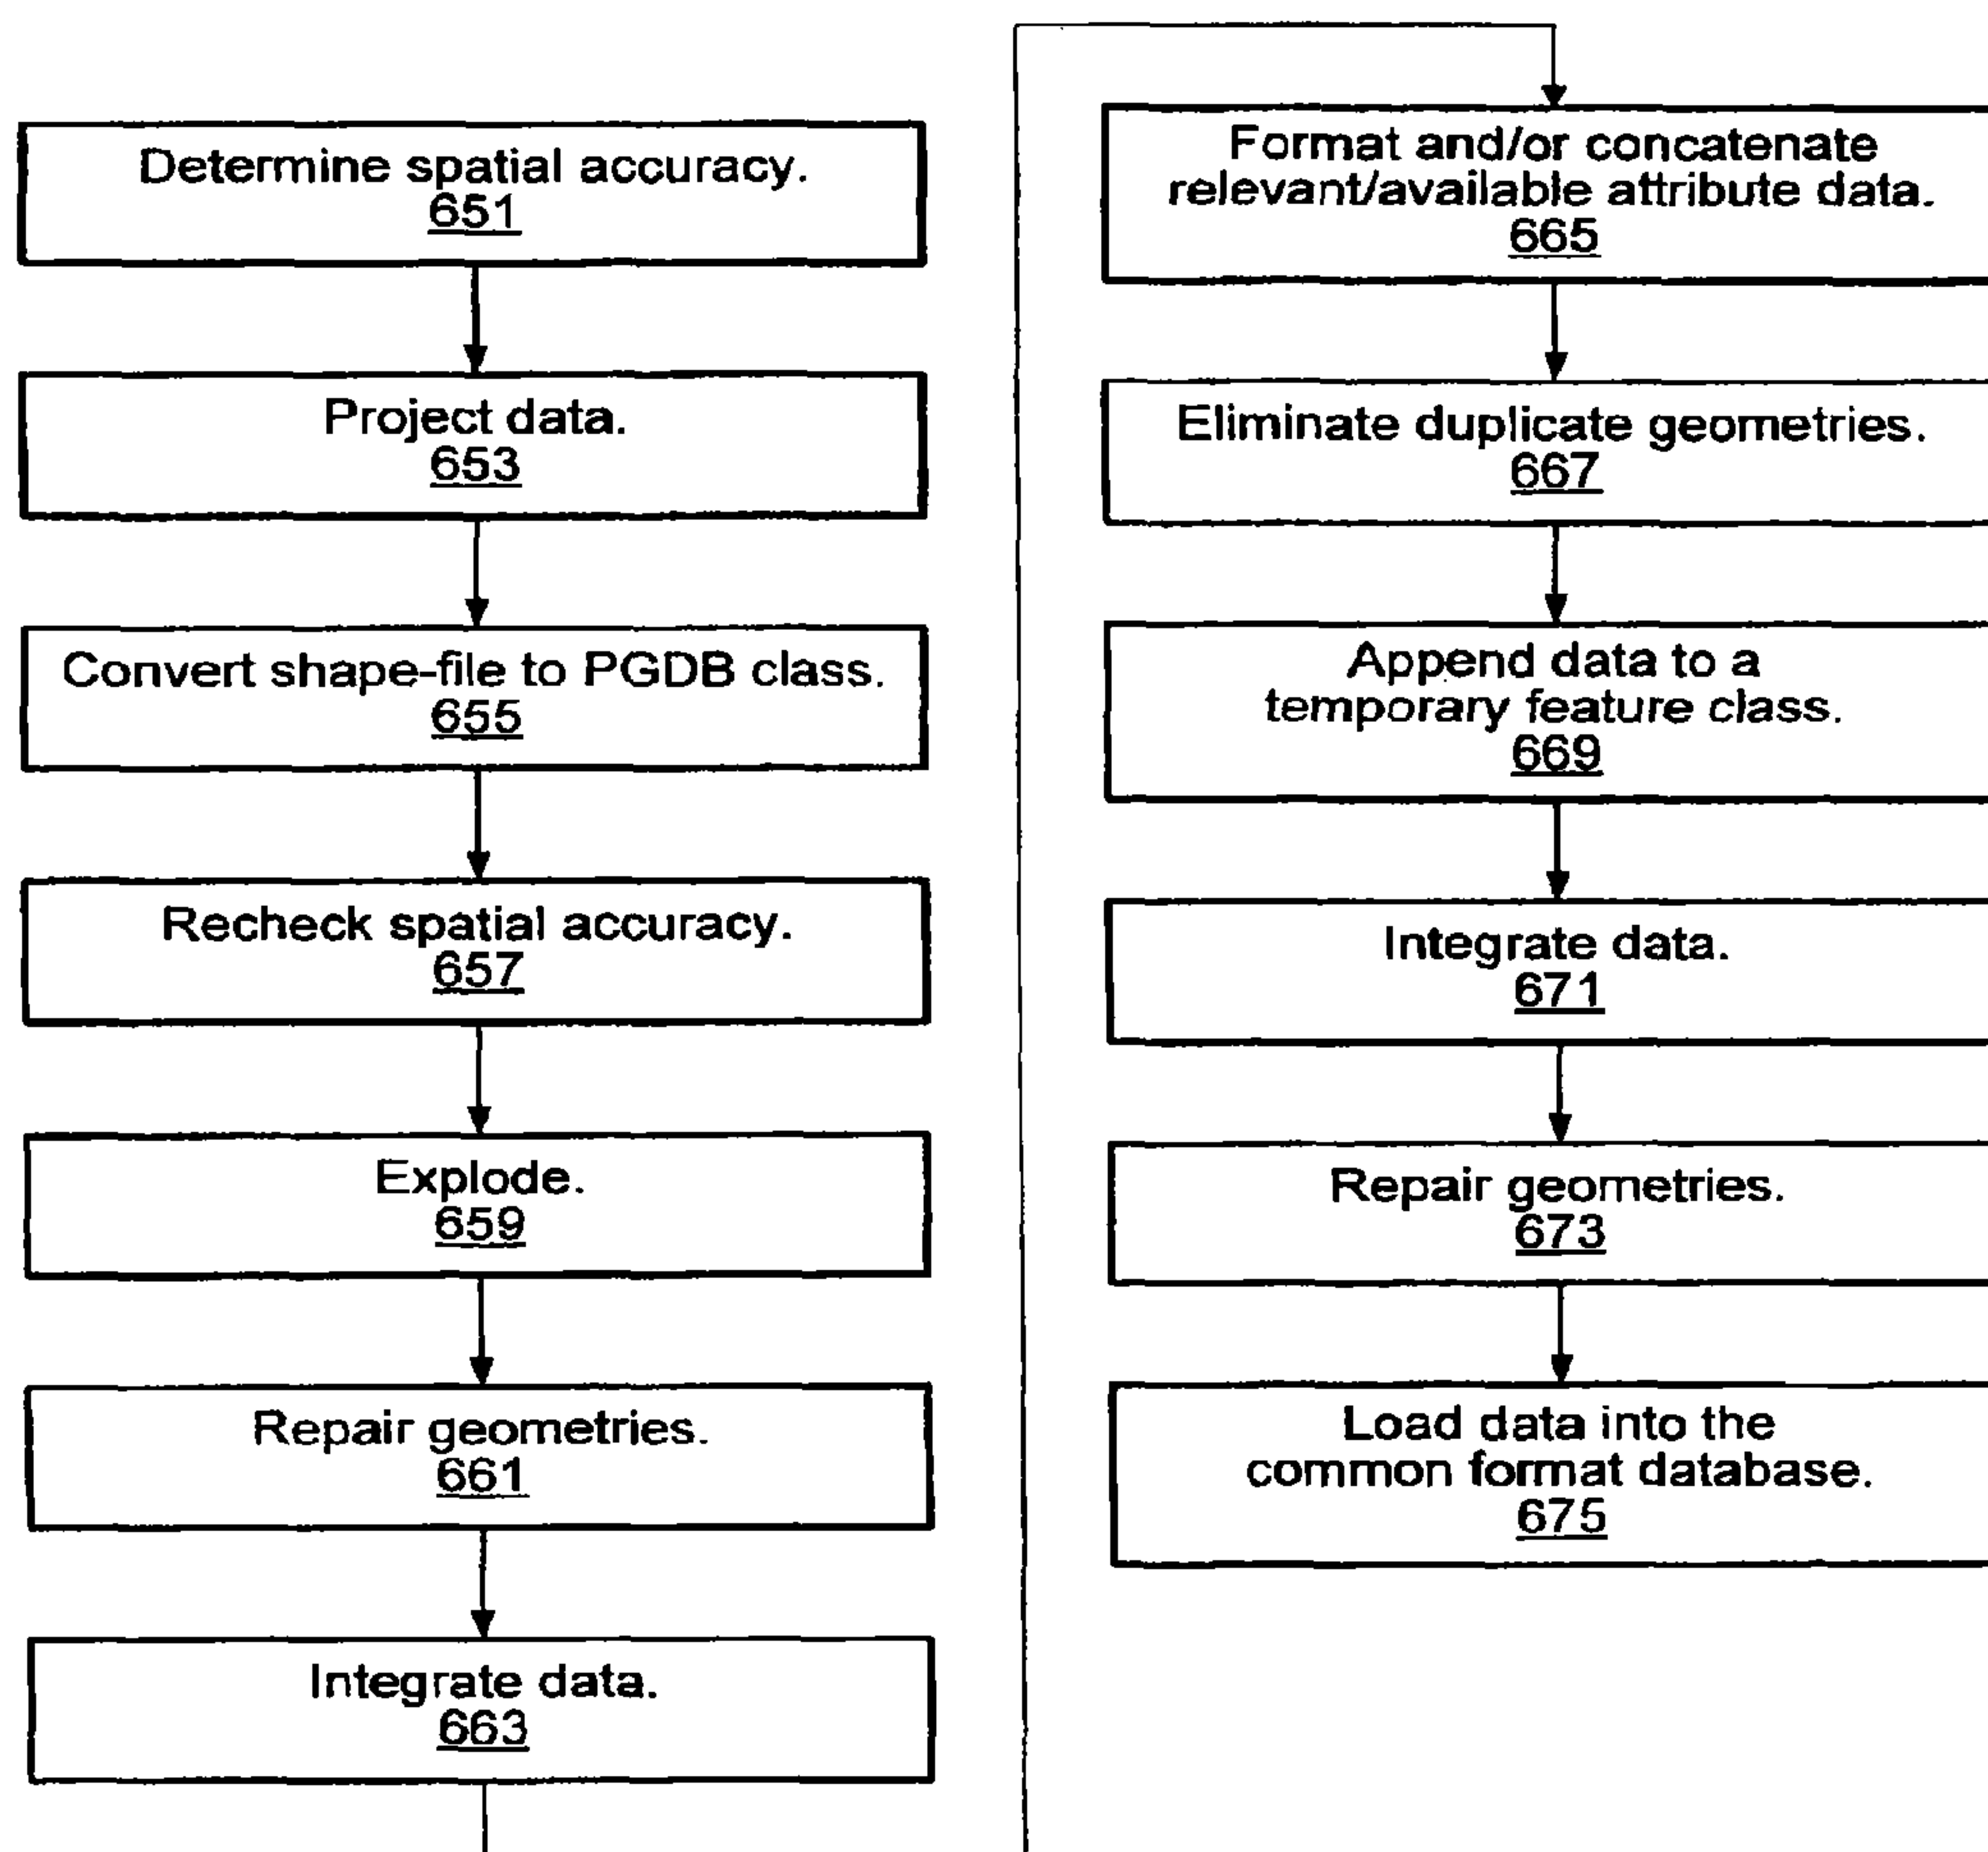 Determine spatial accuracy.
651
Project data.
653
Convert shape-file to PGDB class.
655
Recheck spatial accuracy.
657
Explode.
659
Repair geometries.
661
Integrate data.
663
Format and/or concatenate
relevant/available attribute data.
665
Eliminate duplicate geometries.
667
Append data to a
temporary feature class.
669
Integrate data.
671
Repair geometries.
673
Load data into the
common format database.
675